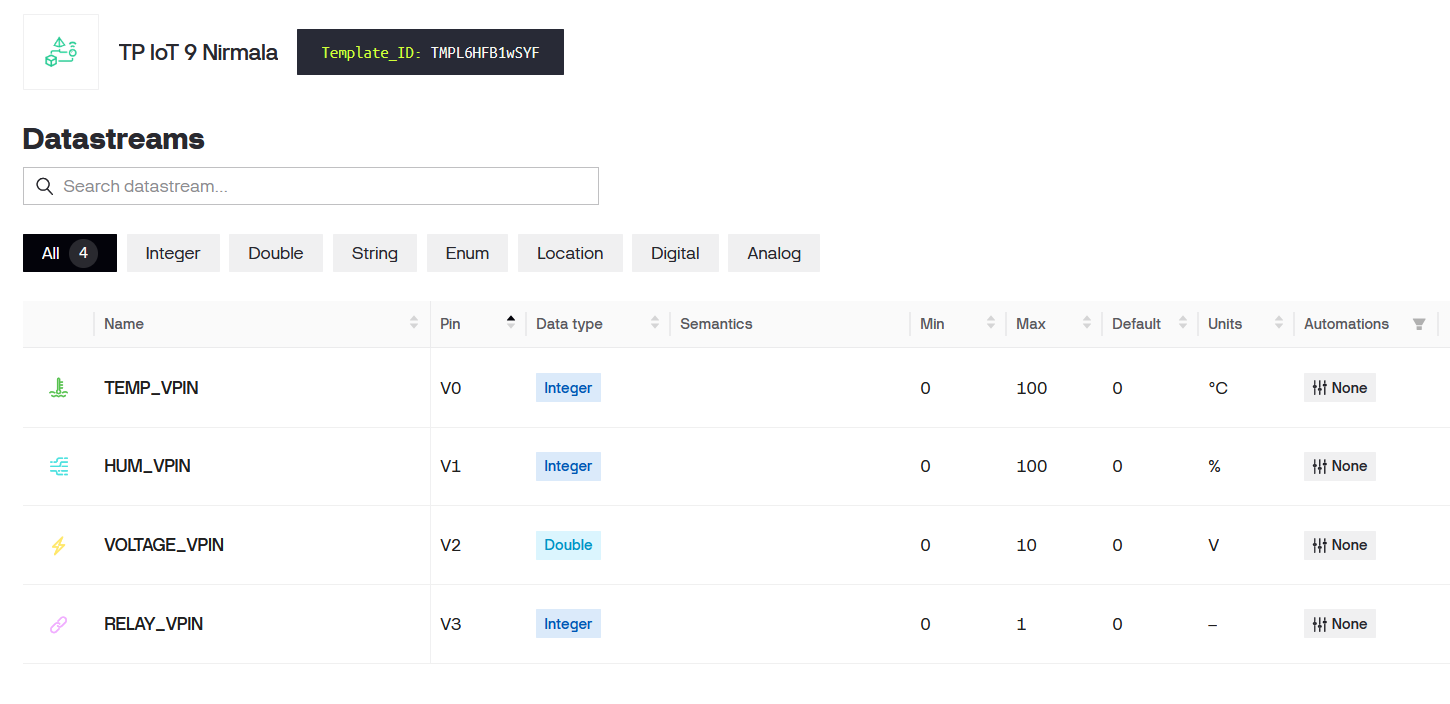 TP IoT 9 Nirmala Template_ID: TMPL6HFB1wSYF
Datastreams
Search datastream...
All 4 Integer Double String Enum Location Digital Analog
Name Pin Data type Semantics Min Max Default Units Automations
TEMP_VPIN V0 Integer 0 100 0 °C None
HUM_VPIN V1 Integer 0 100 0 % None
VOLTAGE_VPIN V2 Double 0 10 0 V None
RELAY_VPIN V3 Integer 0 1 0 – None